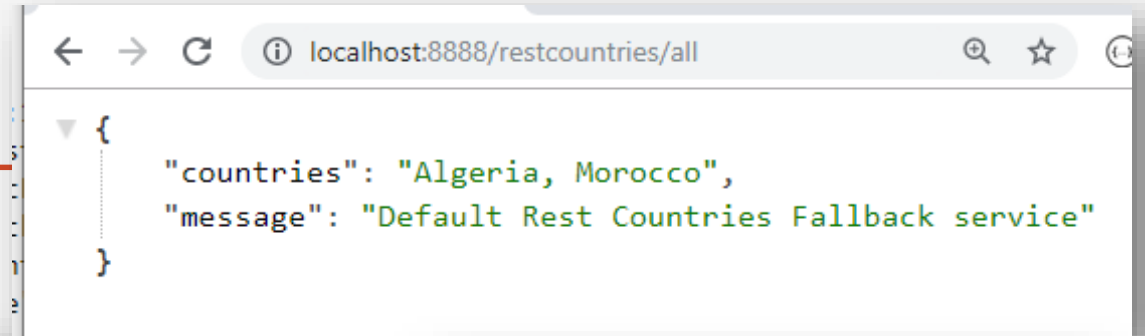 localhost:8888/restcountries/all
{
"countries": "Algeria, Morocco",
"message": "Default Rest Countries Fallback service"
}